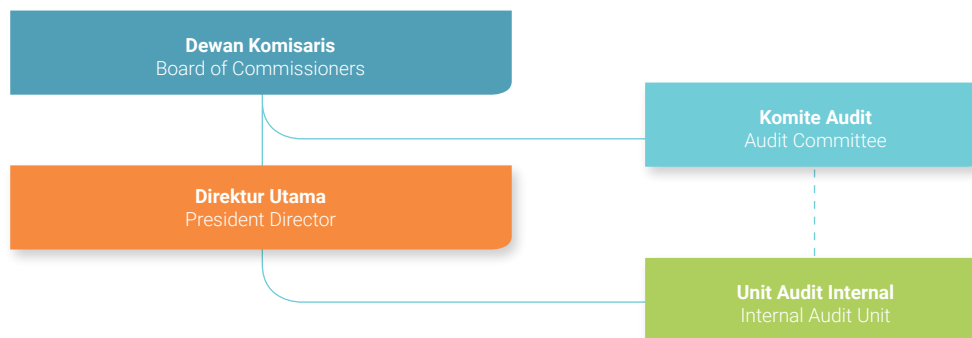 Dewan Komisaris
Board of Commissioners
Komite Audit
Audit Committee
Direktur Utama
President Director
Unit Audit Internal
Internal Audit Unit